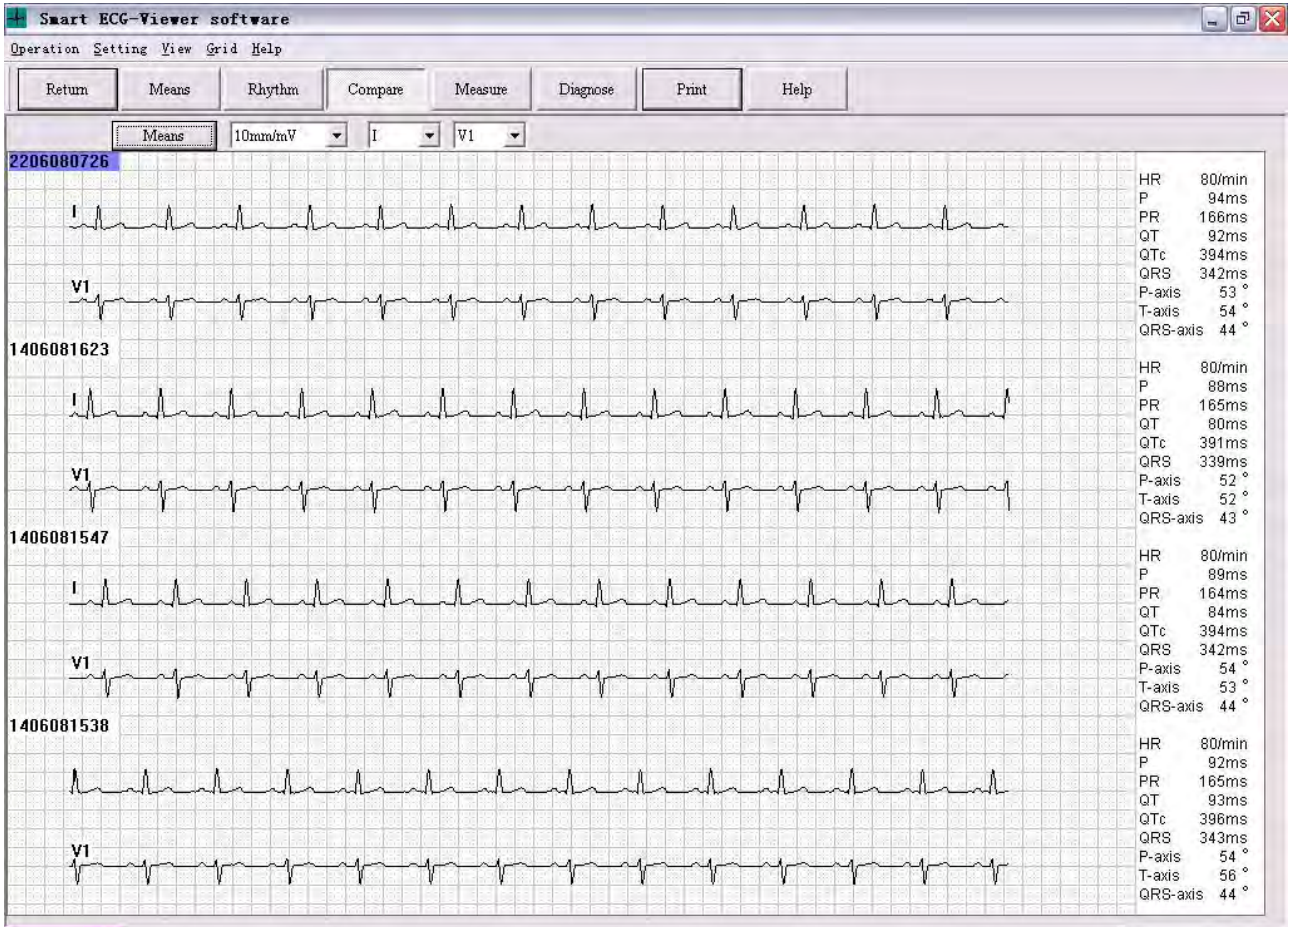 Smart ECG-Viewer software
Operation Setting View Grid Help
Return Means Rhythm Compare Measure Diagnose Print Help
Means 10mm/mV I V1
2206080726
I
V1
HR 80/min
P 94ms
PR 166ms
QT 92ms
QTc 394ms
QRS 342ms
P-axis 53 °
T-axis 54 °
QRS-axis 44 °
1406081623
I
V1
HR 80/min
P 88ms
PR 165ms
QT 80ms
QTc 391ms
QRS 339ms
P-axis 52 °
T-axis 52 °
QRS-axis 43 °
1406081547
I
V1
HR 80/min
P 89ms
PR 164ms
QT 84ms
QTc 394ms
QRS 342ms
P-axis 54 °
T-axis 53 °
QRS-axis 44 °
1406081538
I
V1
HR 80/min
P 92ms
PR 165ms
QT 93ms
QTc 396ms
QRS 343ms
P-axis 54 °
T-axis 56 °
QRS-axis 44 °